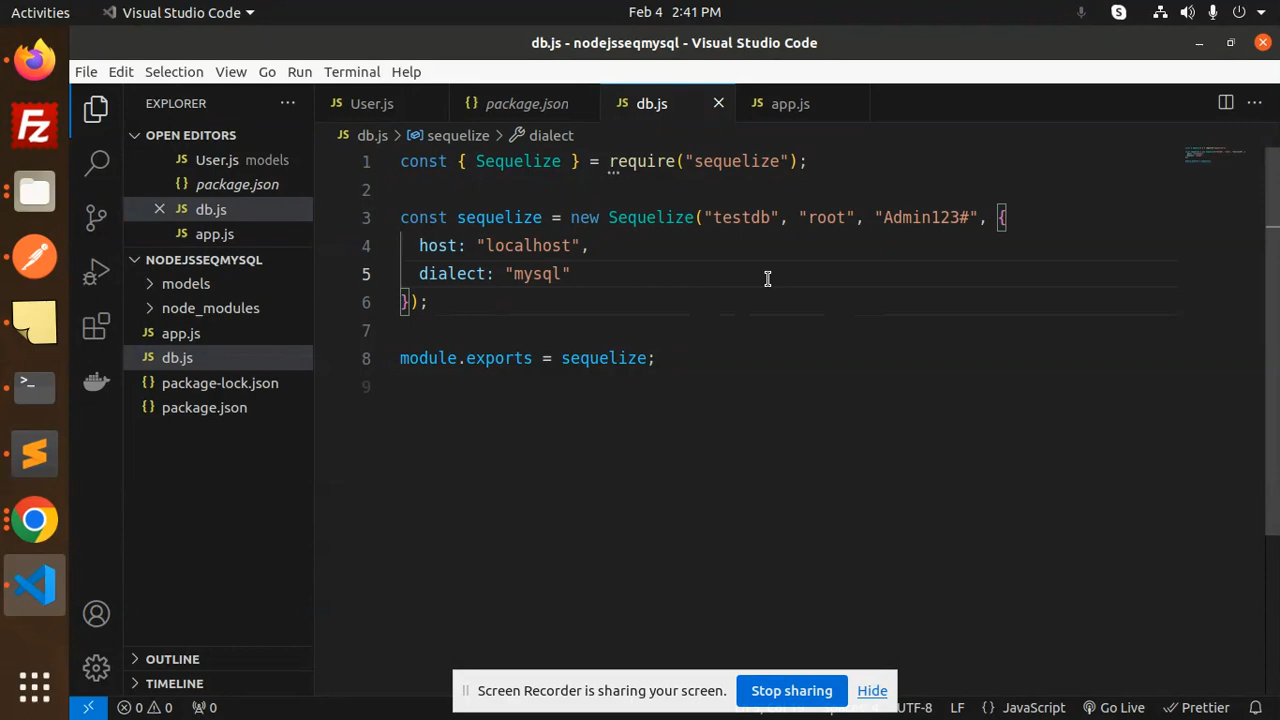 Activities
Visual Studio Code
Feb 4 2:41 PM
db.js - nodejsseqmysql - Visual Studio Code
File Edit Selection View Go Run Terminal Help
EXPLORER
User.js
package.json
db.js
app.js
OPEN EDITORS
User.js models
package.json
db.js
app.js
NODEJSSEQMYSQL
models
node_modules
app.js
db.js
package-lock.json
package.json
OUTLINE
TIMELINE
db.js > sequelize > dialect
1 const { Sequelize } = require("sequelize");
2
3 const sequelize = new Sequelize("testdb", "root", "Admin123#", {
4 host: "localhost",
5 dialect: "mysql"
6 });
7
8 module.exports = sequelize;
9
Screen Recorder is sharing your screen.
Stop sharing
Hide
0 0 0
UTF-8 LF {} JavaScript Go Live Prettier